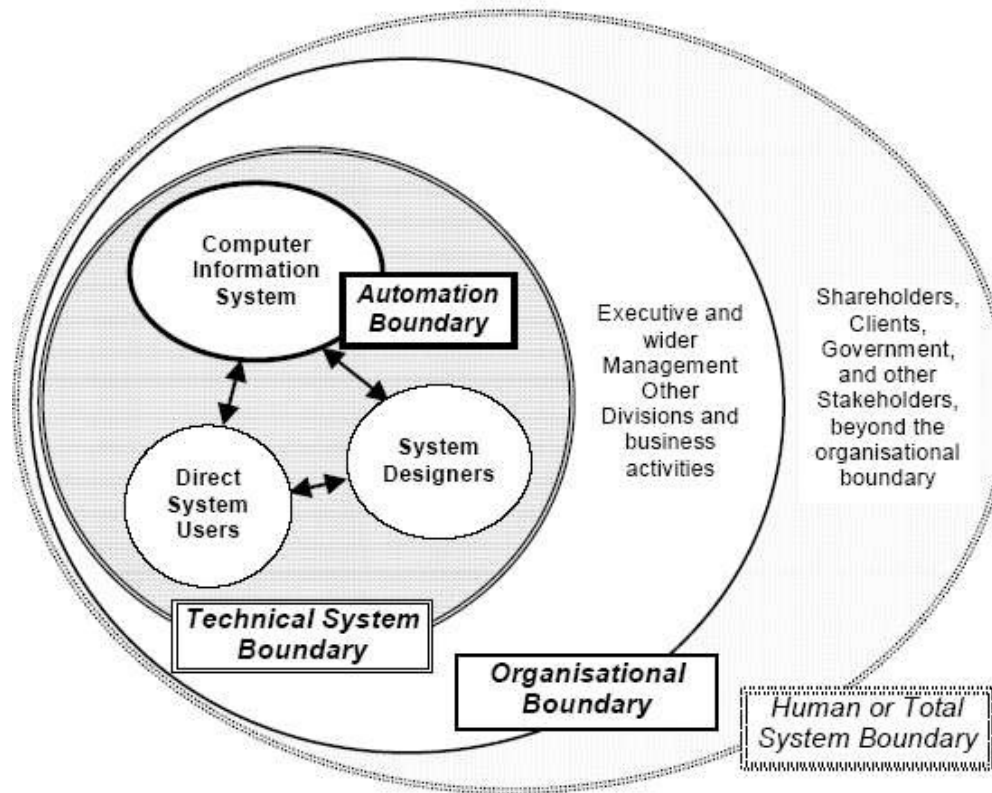 Computer
Information
System
Automation
Boundary
Direct
System
Users
System
Designers
Technical System
Boundary
Executive and
wider
Management
Other
Divisions and
business
activities
Organisational
Boundary
Shareholders,
Clients,
Government,
and other
Stakeholders,
beyond the
organisational
boundary
Human or Total
System Boundary